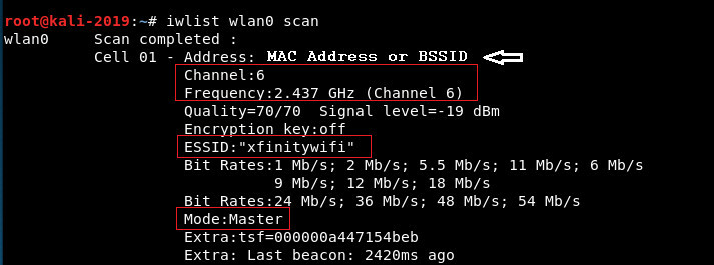 root@kali-2019:~# iwlist wlan0 scan
wlan0     Scan completed :
          Cell 01 - Address: MAC Address or BSSID
                    Channel:6
                    Frequency:2.437 GHz (Channel 6)
                    Quality=70/70  Signal level=-19 dBm
                    Encryption key:off
                    ESSID:"xfinitywifi"
                    Bit Rates:1 Mb/s; 2 Mb/s; 5.5 Mb/s; 11 Mb/s; 6 Mb/s
                              9 Mb/s; 12 Mb/s; 18 Mb/s
                    Bit Rates:24 Mb/s; 36 Mb/s; 48 Mb/s; 54 Mb/s
                    Mode:Master
                    Extra:tsf=000000a447154beb
                    Extra: Last beacon: 2420ms ago